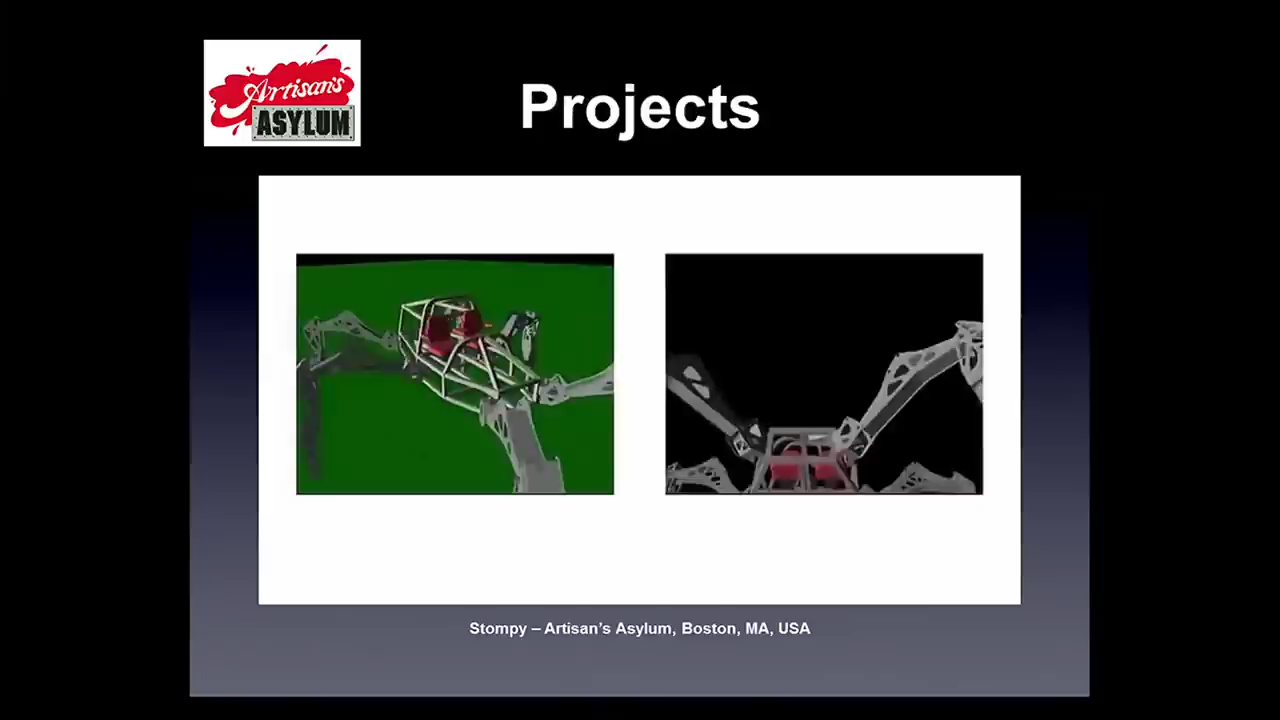 Artisan's
ASYLUM
Projects
Stompy – Artisan's Asylum, Boston, MA, USA